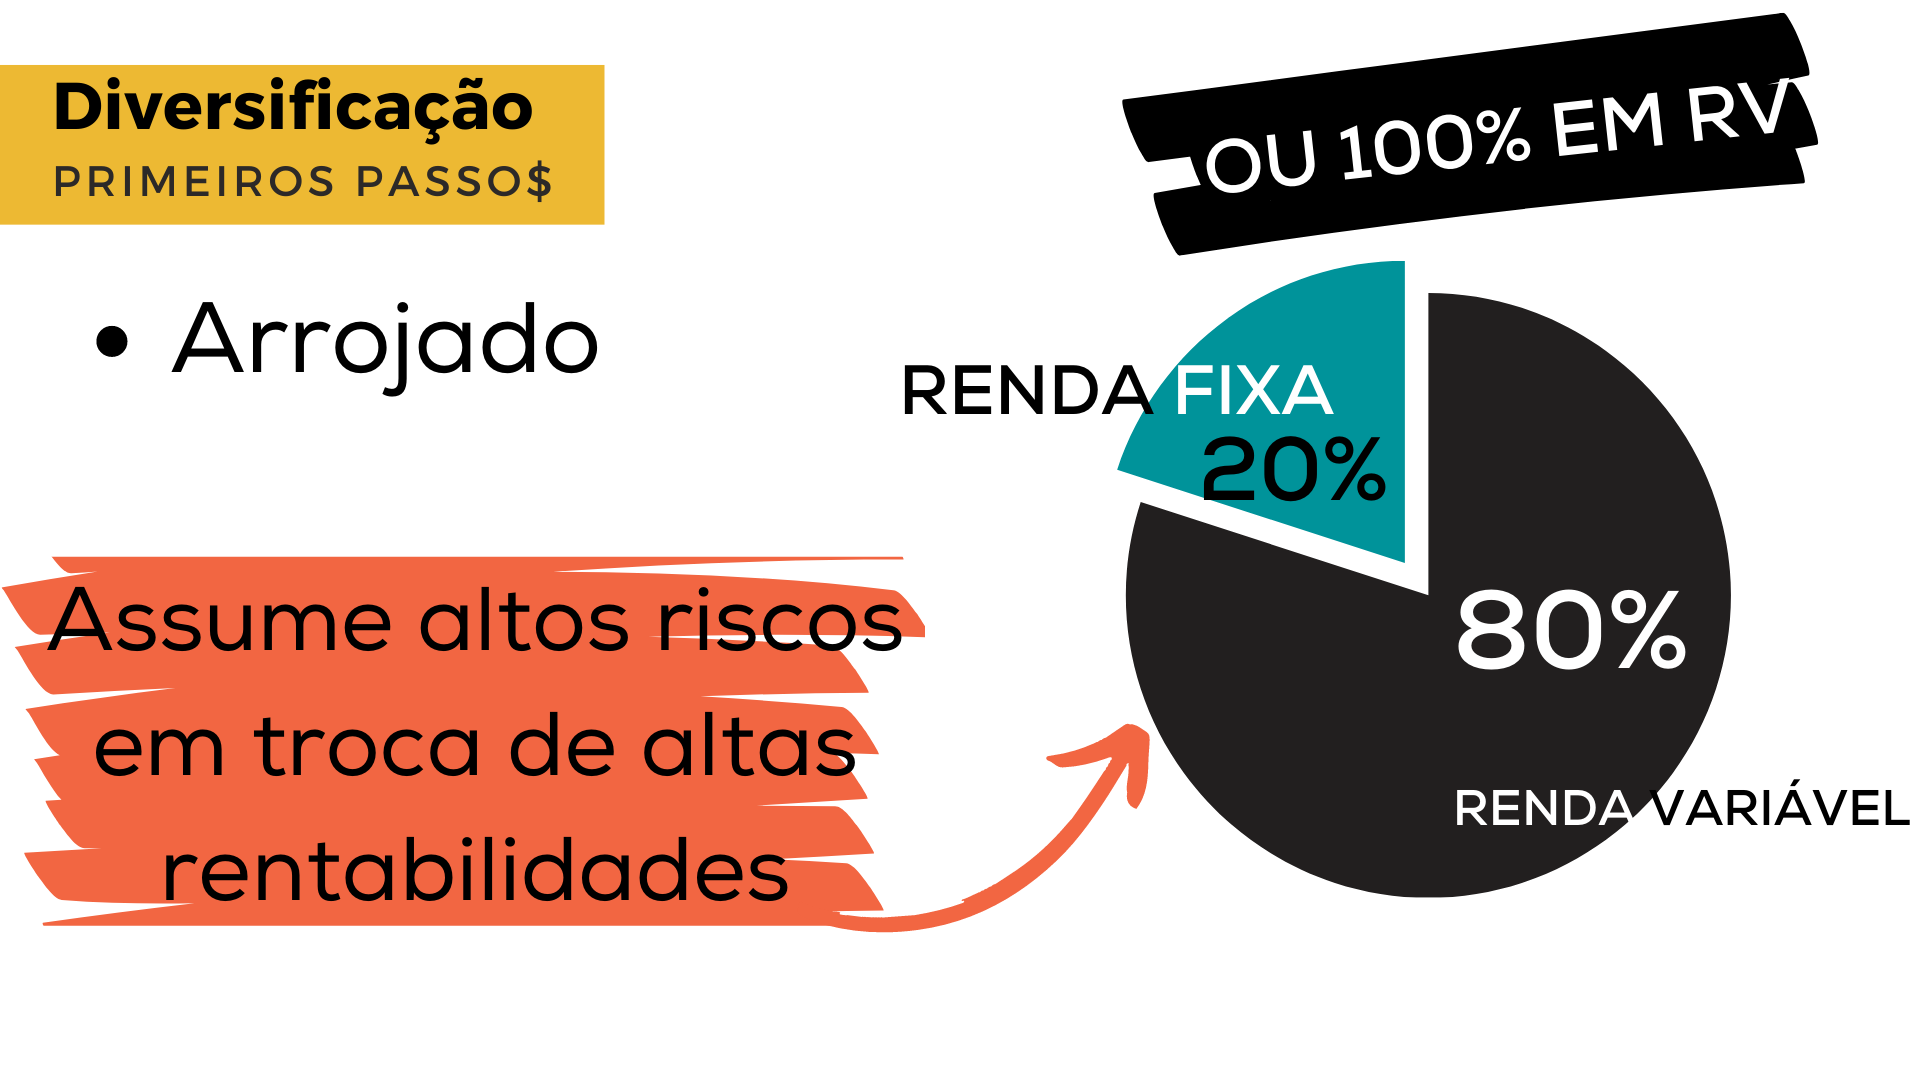 Diversificação
PRIMEIROS PASSO$
• Arrojado
Assume altos riscos
em troca de altas
rentabilidades
OU 100% EM RV
RENDA FIXA
20%
80%
RENDA VARIÁVEL